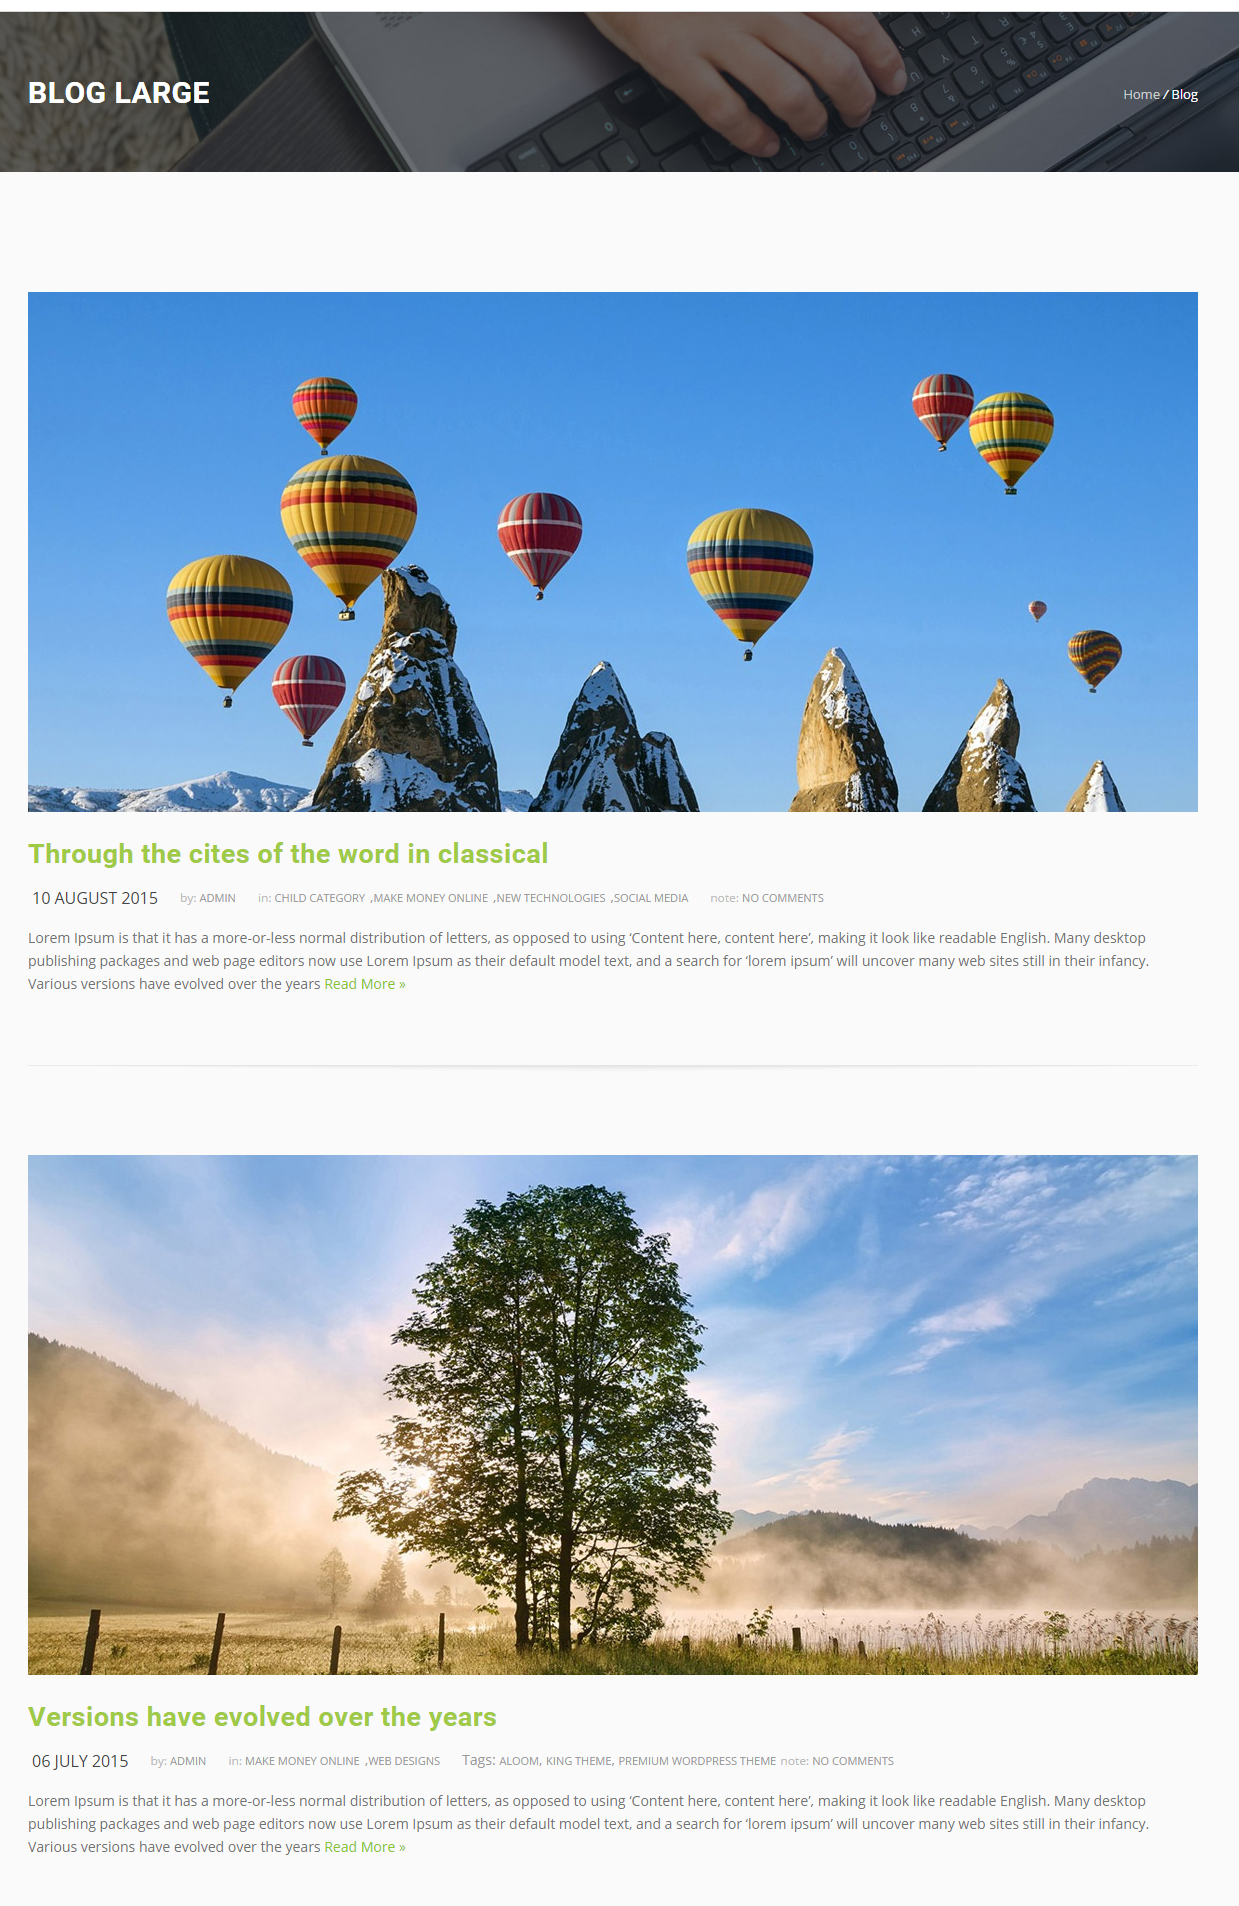 BLOG LARGE
Home / Blog
Through the cites of the word in classical
10 AUGUST 2015 by: ADMIN in: CHILD CATEGORY ,MAKE MONEY ONLINE ,NEW TECHNOLOGIES ,SOCIAL MEDIA note: NO COMMENTS
Lorem Ipsum is that it has a more-or-less normal distribution of letters, as opposed to using ‘Content here, content here’, making it look like readable English. Many desktop
publishing packages and web page editors now use Lorem Ipsum as their default model text, and a search for ‘lorem ipsum’ will uncover many web sites still in their infancy.
Various versions have evolved over the years Read More »
Versions have evolved over the years
06 JULY 2015 by: ADMIN in: MAKE MONEY ONLINE ,WEB DESIGNS Tags: ALOOM, KING THEME, PREMIUM WORDPRESS THEME note: NO COMMENTS
Lorem Ipsum is that it has a more-or-less normal distribution of letters, as opposed to using ‘Content here, content here’, making it look like readable English. Many desktop
publishing packages and web page editors now use Lorem Ipsum as their default model text, and a search for ‘lorem ipsum’ will uncover many web sites still in their infancy.
Various versions have evolved over the years Read More »